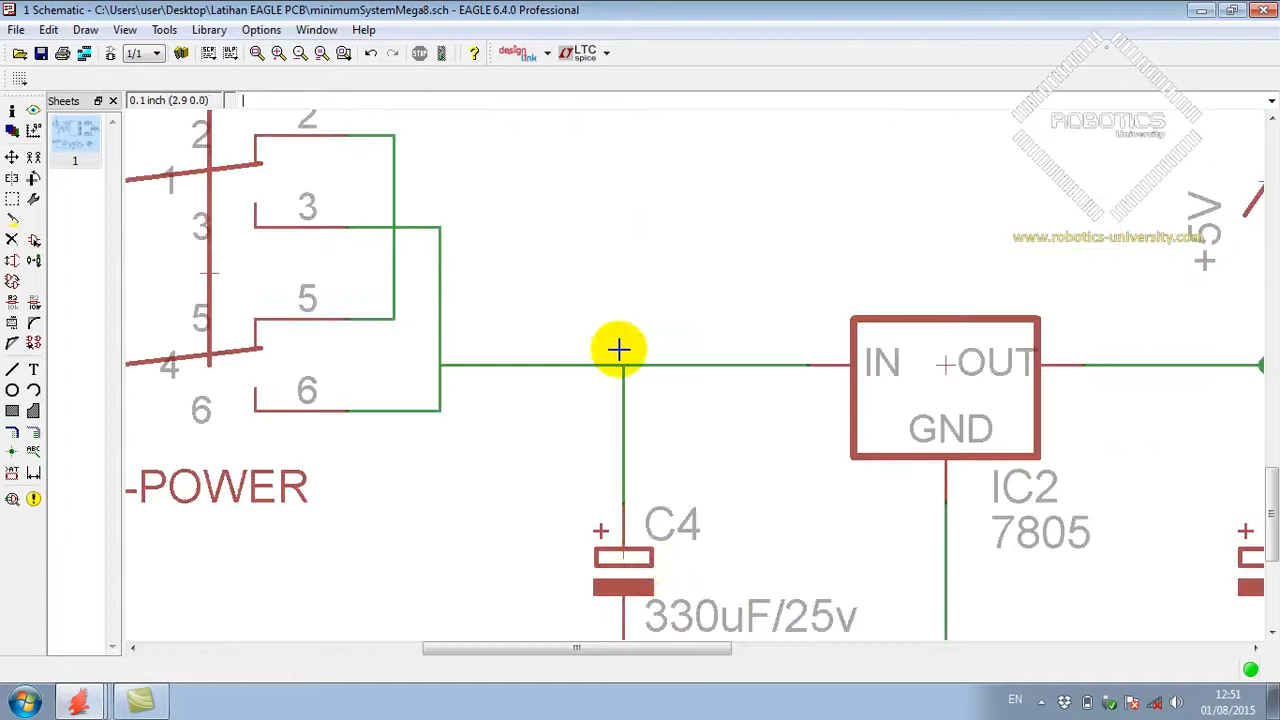 1 Schematic - C:\Users\user\Desktop\Latihan EAGLE PCB\minimumSystemMega8.sch - EAGLE 6.4.0 Professional
File Edit Draw View Tools Library Options Window Help
1/1
STOP
?
design link
LTC spice
ROBOTICS
University
www.robotics-university.com
Sheets
0.1 inch (2.9 0.0)
1
2
2
1
3
3
5
5
4
6
6
-POWER
+5V
IN
OUT
GND
IC2
7805
C4
330uF/25v
EN
12:51
01/08/2015